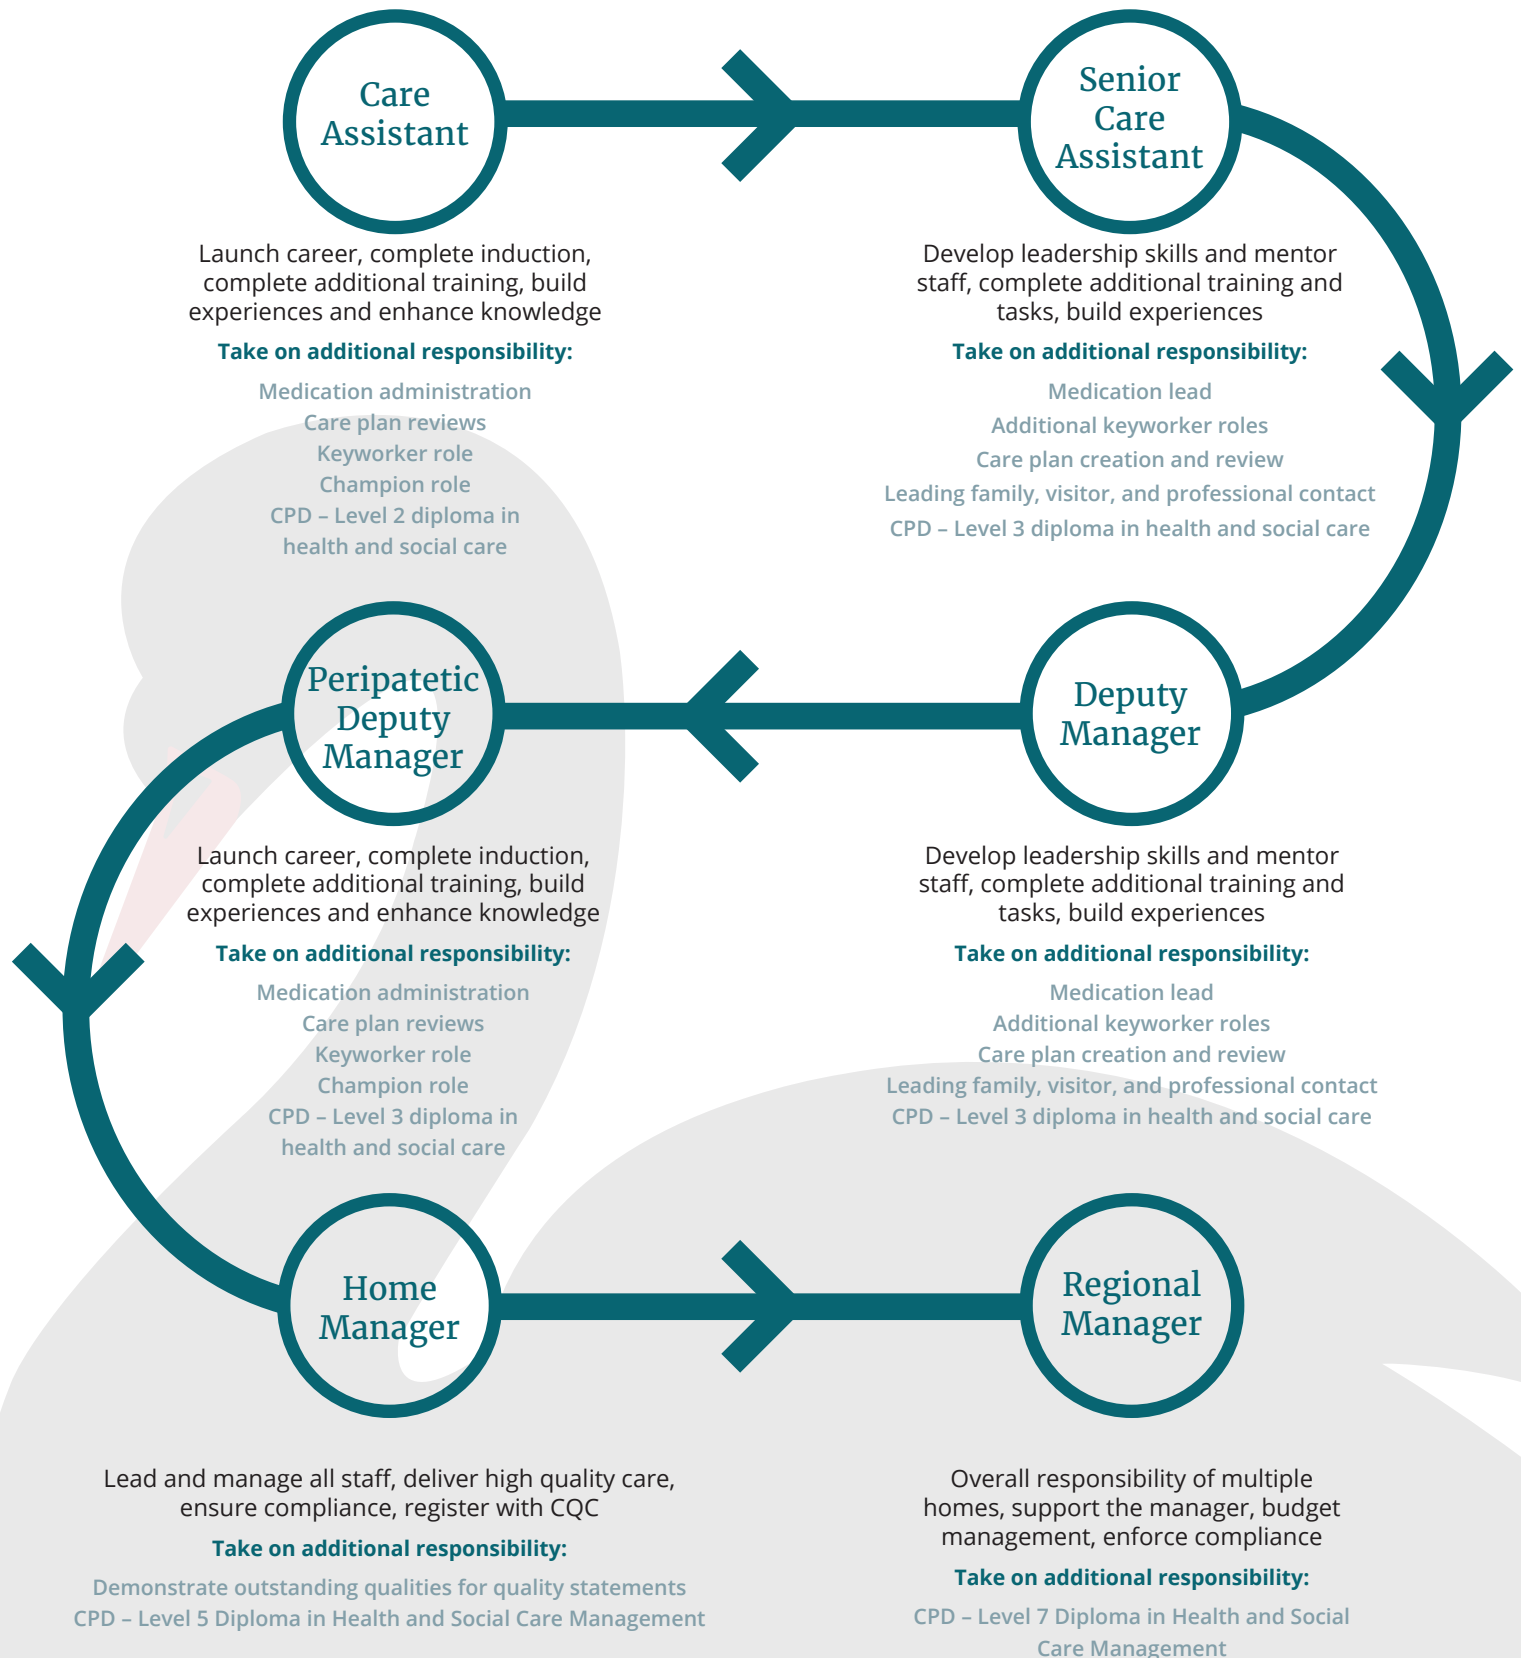 Care
Assistant
Launch career, complete induction,
complete additional training, build
experiences and enhance knowledge
Take on additional responsibility:
Medication administration
Care plan reviews
Keyworker role
Champion role
CPD – Level 2 diploma in
health and social care
Senior
Care
Assistant
Develop leadership skills and mentor
staff, complete additional training and
tasks, build experiences
Take on additional responsibility:
Medication lead
Additional keyworker roles
Care plan creation and review
Leading family, visitor, and professional contact
CPD – Level 3 diploma in health and social care
Deputy
Manager
Develop leadership skills and mentor
staff, complete additional training and
tasks, build experiences
Take on additional responsibility:
Medication lead
Additional keyworker roles
Care plan creation and review
Leading family, visitor, and professional contact
CPD – Level 3 diploma in health and social care
Peripatetic
Deputy
Manager
Launch career, complete induction,
complete additional training, build
experiences and enhance knowledge
Take on additional responsibility:
Medication administration
Care plan reviews
Keyworker role
Champion role
CPD – Level 3 diploma in
health and social care
Home
Manager
Lead and manage all staff, deliver high quality care,
ensure compliance, register with CQC
Take on additional responsibility:
Demonstrate outstanding qualities for quality statements
CPD – Level 5 Diploma in Health and Social Care Management
Regional
Manager
Overall responsibility of multiple
homes, support the manager, budget
management, enforce compliance
Take on additional responsibility:
CPD – Level 7 Diploma in Health and Social
Care Management